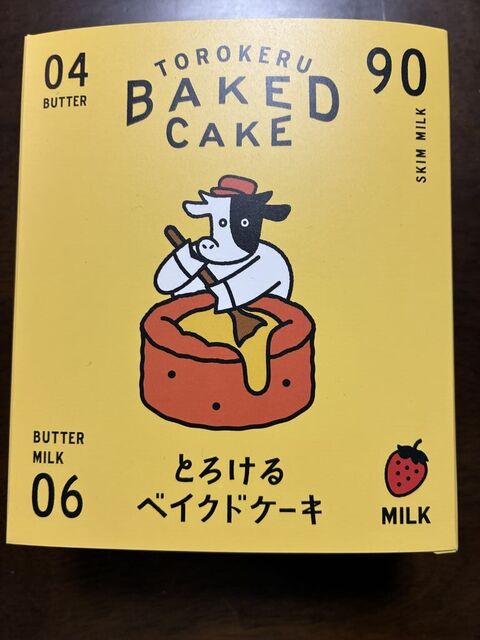 04
BUTTER
TOROKERU
BAKED
CAKE
90
SKIM MILK
BUTTER
MILK
06
とろける
ベイクドケーキ
MILK